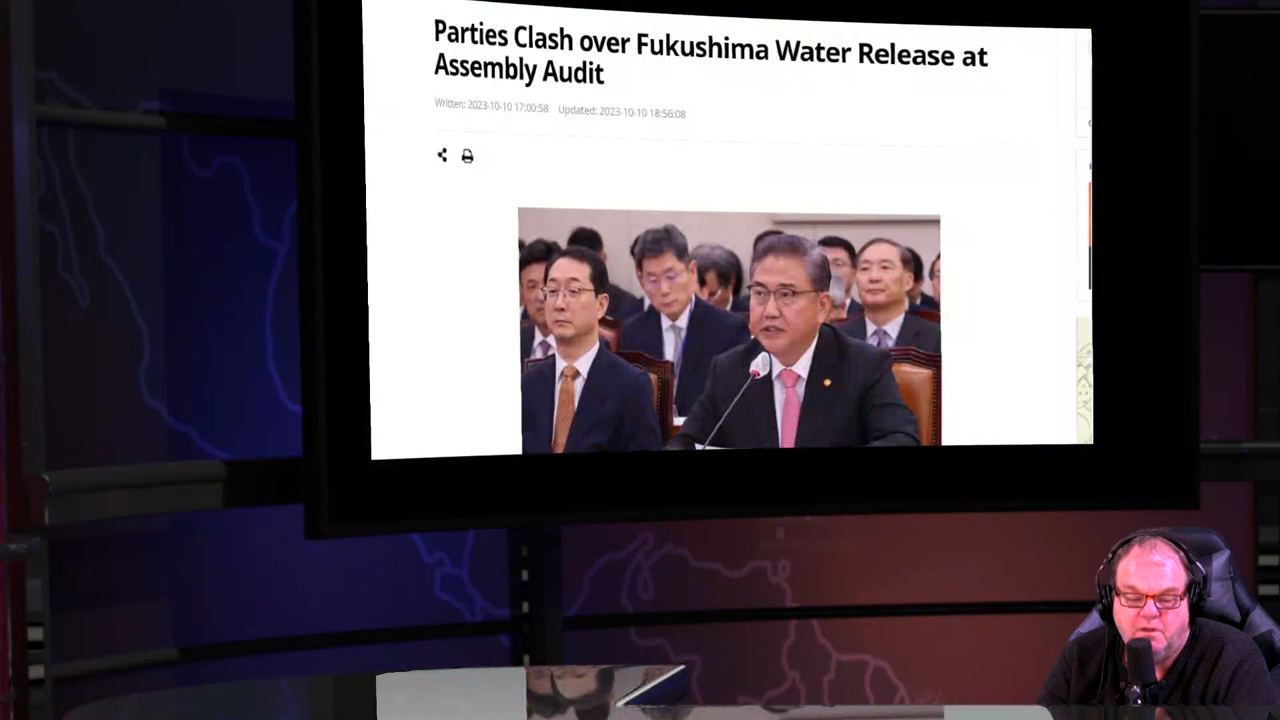 Parties Clash over Fukushima Water Release at
Assembly Audit
Written: 2023-10-10 17:00:58 Updated: 2023-10-10 18:56:08